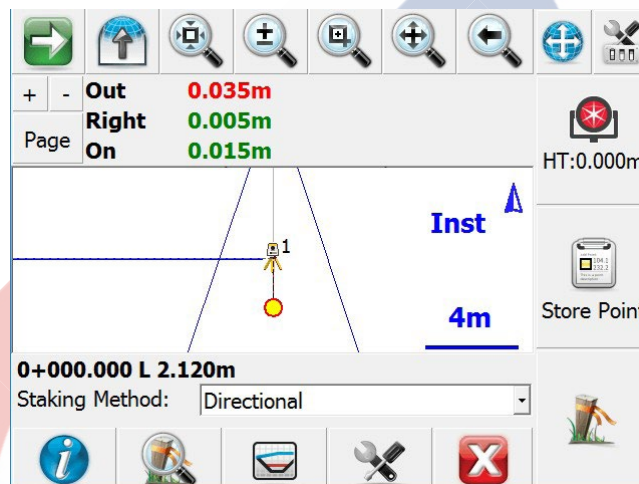 + - Out 0.035m
Right 0.005m
Page
On 0.015m
HT:0.000m
1
Inst
4m
Store Point
0+000.000 L 2.120m
Staking Method: Directional